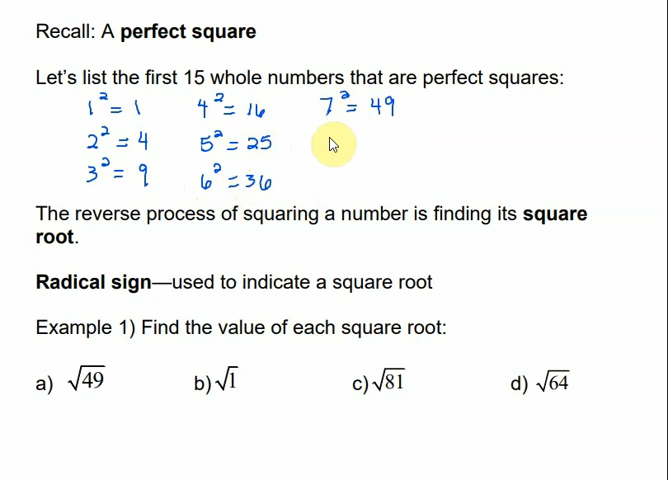 Recall: A perfect square
Let's list the first 15 whole numbers that are perfect squares:
1² = 1 4² = 16 7² = 49
2² = 4 5² = 25
3² = 9 6² = 36
The reverse process of squaring a number is finding its square
root.
Radical sign—used to indicate a square root
Example 1) Find the value of each square root:
a) √49 b) √1 c) √81 d) √64